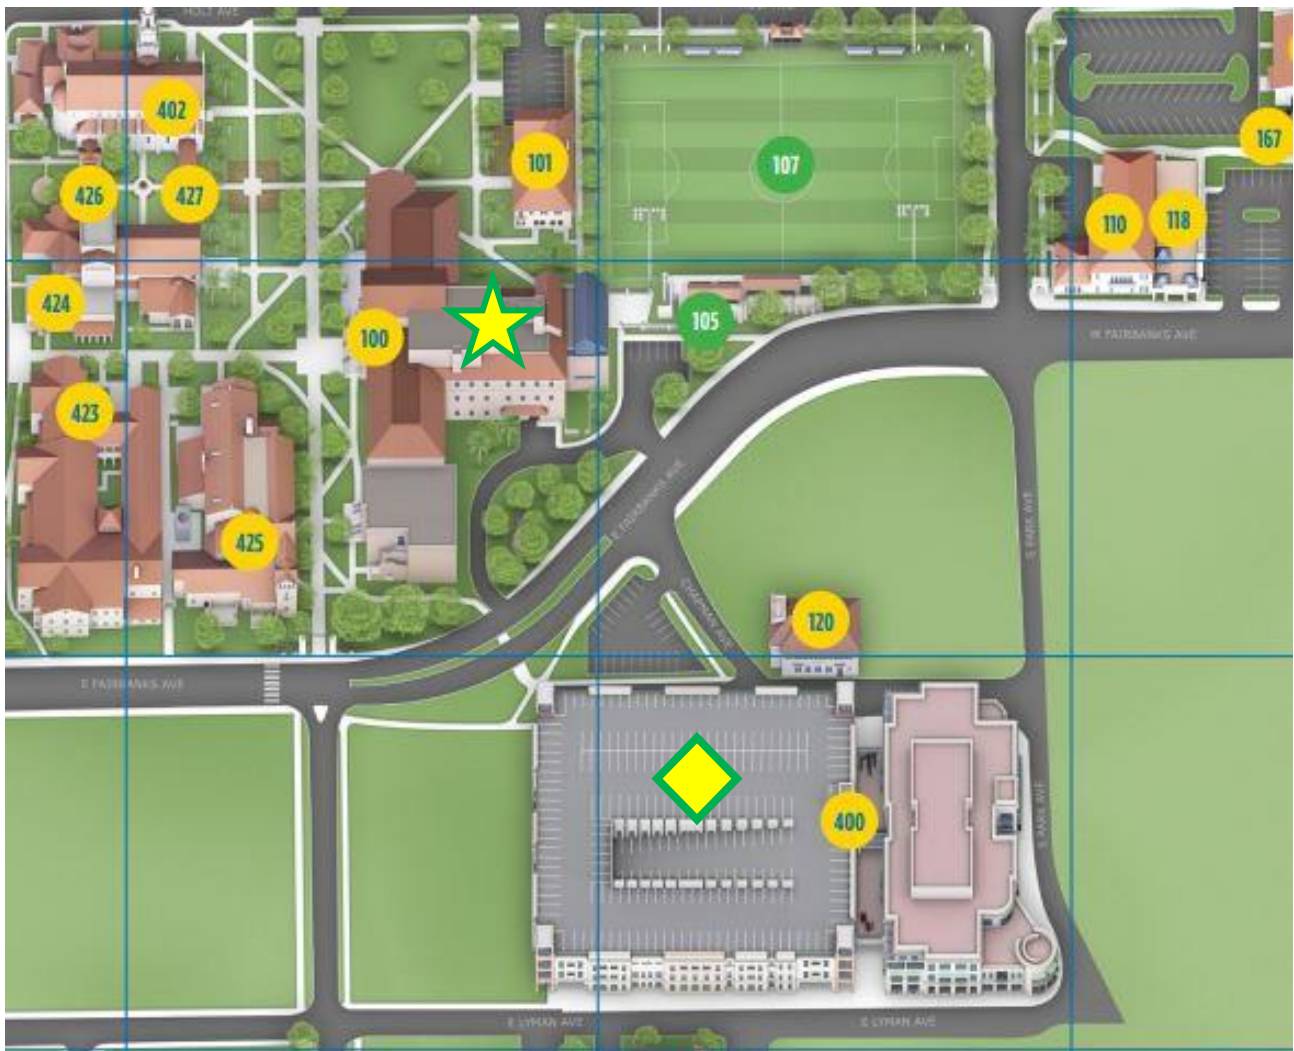 HOLT AVE
402
101
107
167
426
427
110
118
424
100
105
W FAIRBANKS AVE
423
E FAIRBANKS AVE
S PARK AVE
425
CHAPMAN AVE
120
E FAIRBANKS AVE
400
S PARK AVE
E LYMAN AVE
E LYMAN AVE